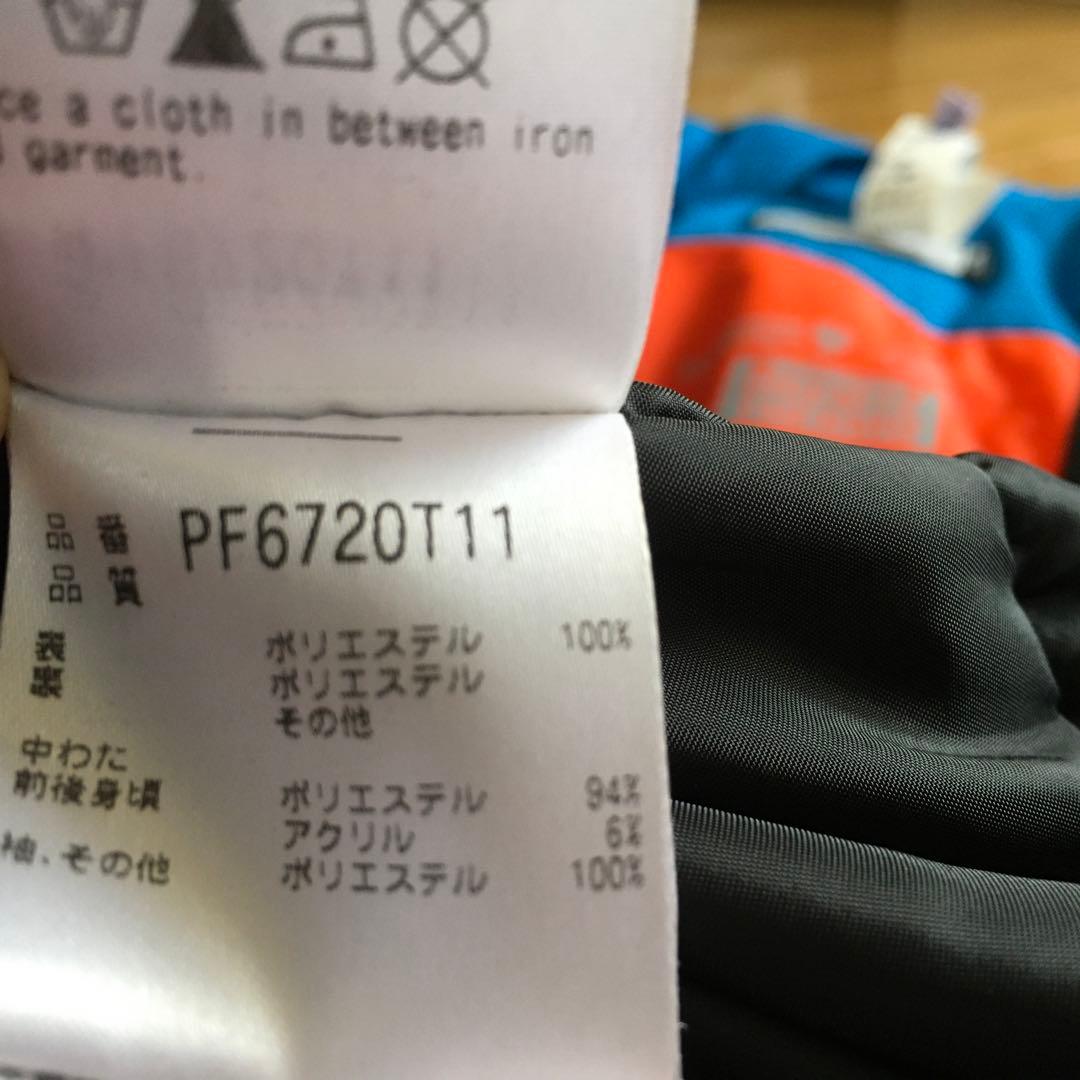 ce a cloth in between iron
garment.
品番 PF6720T11
品質
ポリエステル 100%
ポリエステル
その他
中わた
前後身頃 ポリエステル 94%
アクリル 6%
袖、その他 ポリエステル 100%